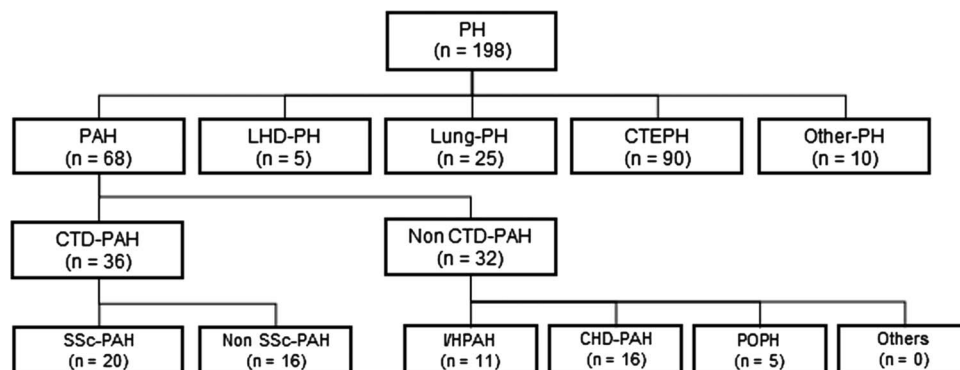 PH
(n = 198)
PAH
(n = 68)
LHD-PH
(n = 5)
Lung-PH
(n = 25)
CTEPH
(n = 90)
Other-PH
(n = 10)
CTD-PAH
(n = 36)
Non CTD-PAH
(n = 32)
SSc-PAH
(n = 20)
Non SSc-PAH
(n = 16)
I/HPAH
(n = 11)
CHD-PAH
(n = 16)
POPH
(n = 5)
Others
(n = 0)